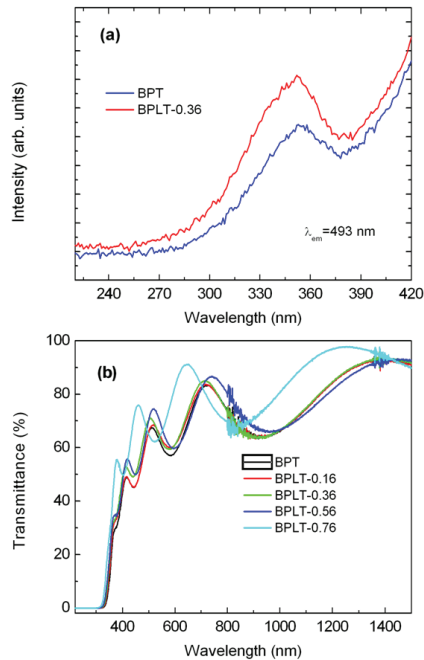 (a)
BPT
BPLT-0.36
Intensity (arb. units)
λem=493 nm
240 270 300 330 360 390 420
Wavelength (nm)
(b)
100
80
60
40
20
0
Transmittance (%)
BPT
BPLT-0.16
BPLT-0.36
BPLT-0.56
BPLT-0.76
400 600 800 1000 1200 1400
Wavelength (nm)